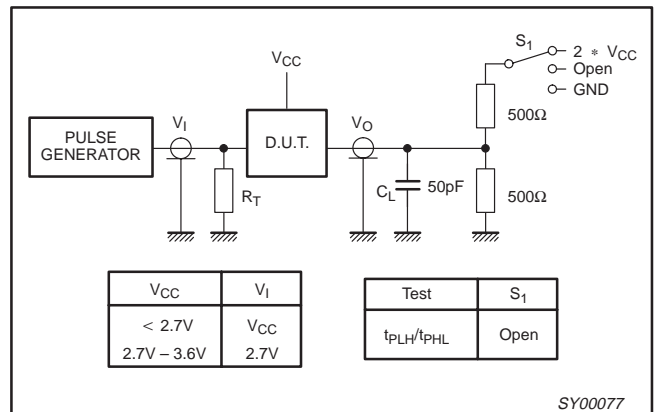 S1
2 * VCC
Open
GND
VCC
500Ω
PULSE
GENERATOR
VI
D.U.T.
VO
RT
CL
50pF
500Ω
VCC VI
< 2.7V VCC
2.7V – 3.6V 2.7V
Test S1
tPLH/tPHL Open
SY00077